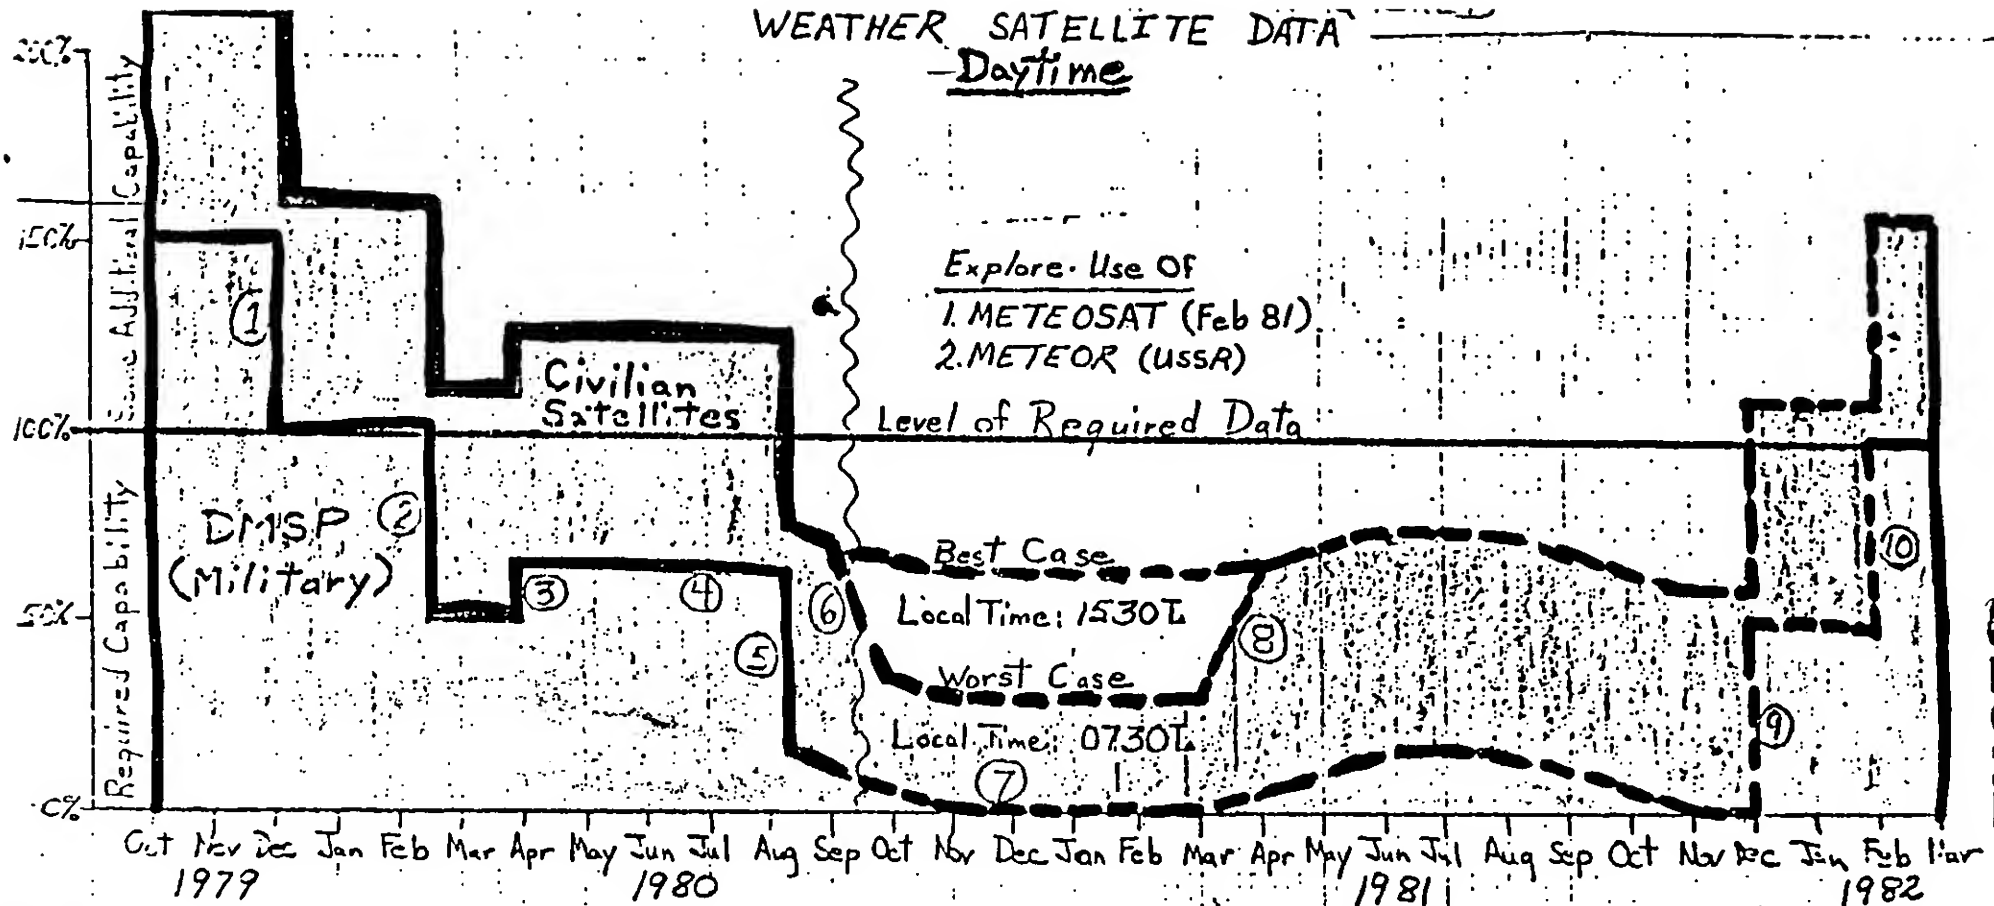 WEATHER SATELLITE DATA
-Daytime
200%
150%
100%
50%
0%
Some Additional Capability
Required Capability
1
2
3
4
5
6
7
8
9
10
DMSP
(Military)
Civilian
Satellites
Explore Use Of
1. METEOSAT (Feb 81)
2. METEOR (USSR)
Level of Required Data
Best Case
Local Time: 1530L
Worst Case
Local Time: 0730L
Oct Nov Dec Jan Feb Mar Apr May Jun Jul Aug Sep Oct Nov Dec Jan Feb Mar Apr May Jun Jul Aug Sep Oct Nov Dec Jan Feb Mar
1979 1980 1981 1982